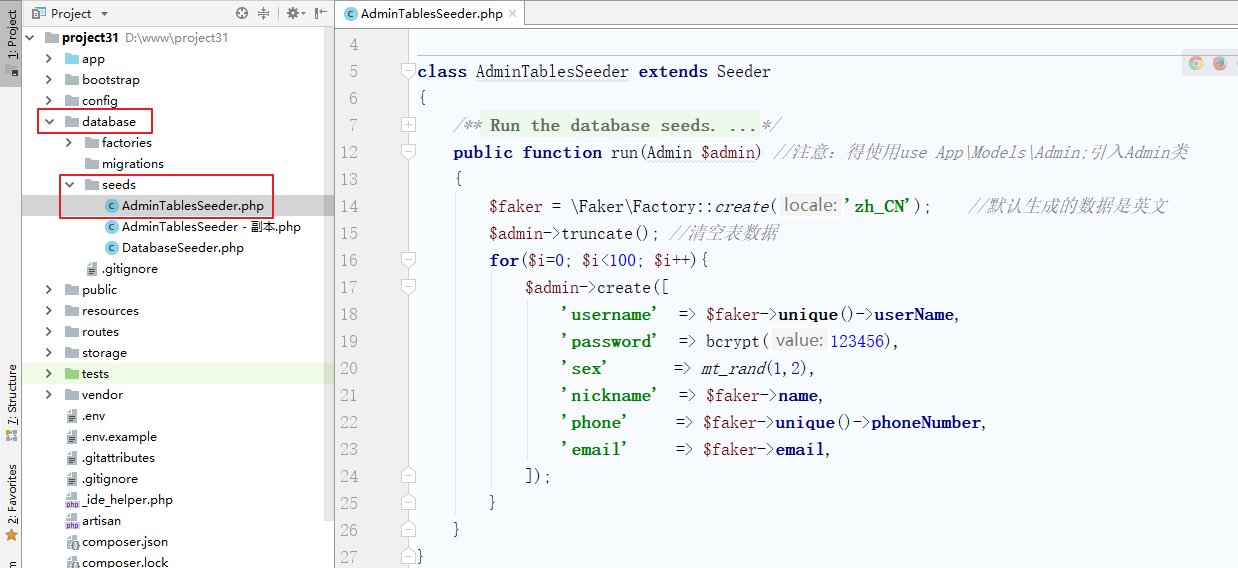 Project
AdminTablesSeeder.php
1: Project
7: Structure
2: Favorites
project31 D:\www\project31
app
bootstrap
config
database
factories
migrations
seeds
AdminTablesSeeder.php
AdminTablesSeeder - 副本.php
DatabaseSeeder.php
.gitignore
public
resources
routes
storage
tests
vendor
.env
.env.example
.gitattributes
.gitignore
_ide_helper.php
artisan
composer.json
composer.lock
4
5 class AdminTablesSeeder extends Seeder
6 {
7 /** Run the database seeds. ...*/
12 public function run(Admin $admin) //注意：得使用use App\Models\Admin;引入Admin类
13 {
14 $faker = \Faker\Factory::create( locale: 'zh_CN'); //默认生成的数据是英文
15 $admin->truncate(); //清空表数据
16 for($i=0; $i<100; $i++){
17 $admin->create([
18 'username' => $faker->unique()->userName,
19 'password' => bcrypt( value: 123456),
20 'sex' => mt_rand(1,2),
21 'nickname' => $faker->name,
22 'phone' => $faker->unique()->phoneNumber,
23 'email' => $faker->email,
24 ]);
25 }
26 }
27 }